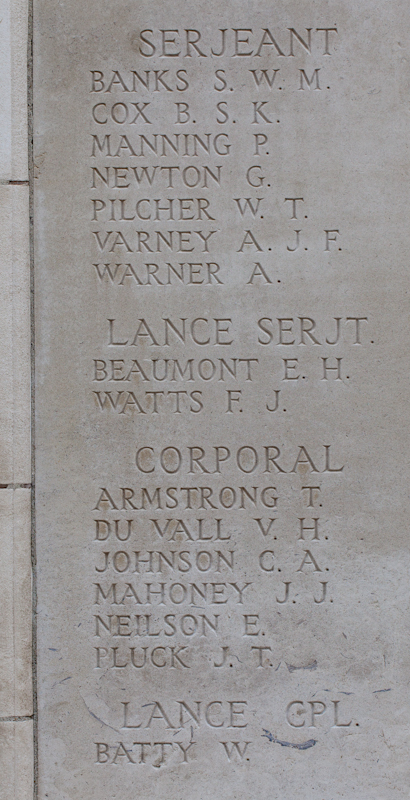 SERJEANT
BANKS S. W. M.
COX B. S. K.
MANNING P.
NEWTON G.
PILCHER W. T.
VARNEY A. J. F.
WARNER A.
LANCE SERJT.
BEAUMONT E. H.
WATTS F. J.
CORPORAL
ARMSTRONG T.
DU VALL V. H.
JOHNSON C. A.
MAHONEY J. J.
NEILSON E.
PLUCK J. T.
LANCE CPL.
BATTY W.